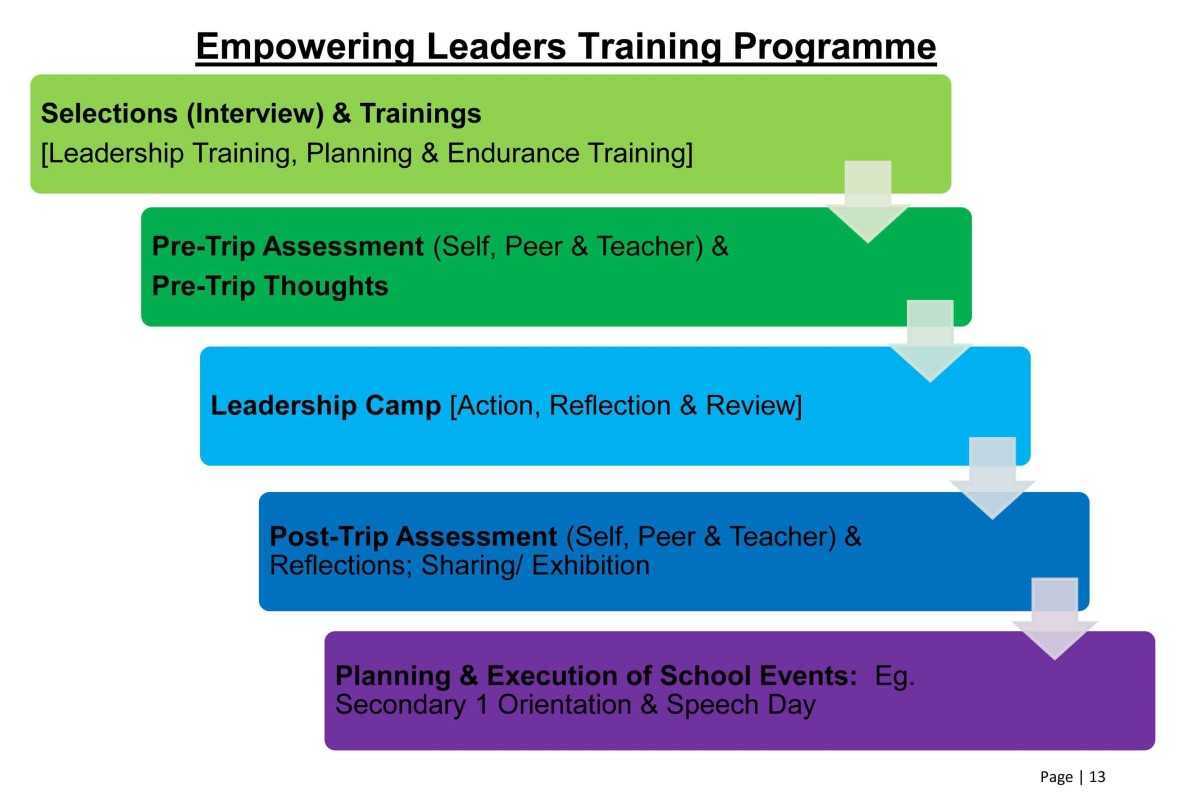 Empowering Leaders Training Programme
Selections (Interview) & Trainings
[Leadership Training, Planning & Endurance Training]
Pre-Trip Assessment (Self, Peer & Teacher) &
Pre-Trip Thoughts
Leadership Camp [Action, Reflection & Review]
Post-Trip Assessment (Self, Peer & Teacher) &
Reflections; Sharing/ Exhibition
Planning & Execution of School Events:  Eg.
Secondary 1 Orientation & Speech Day
Page | 13